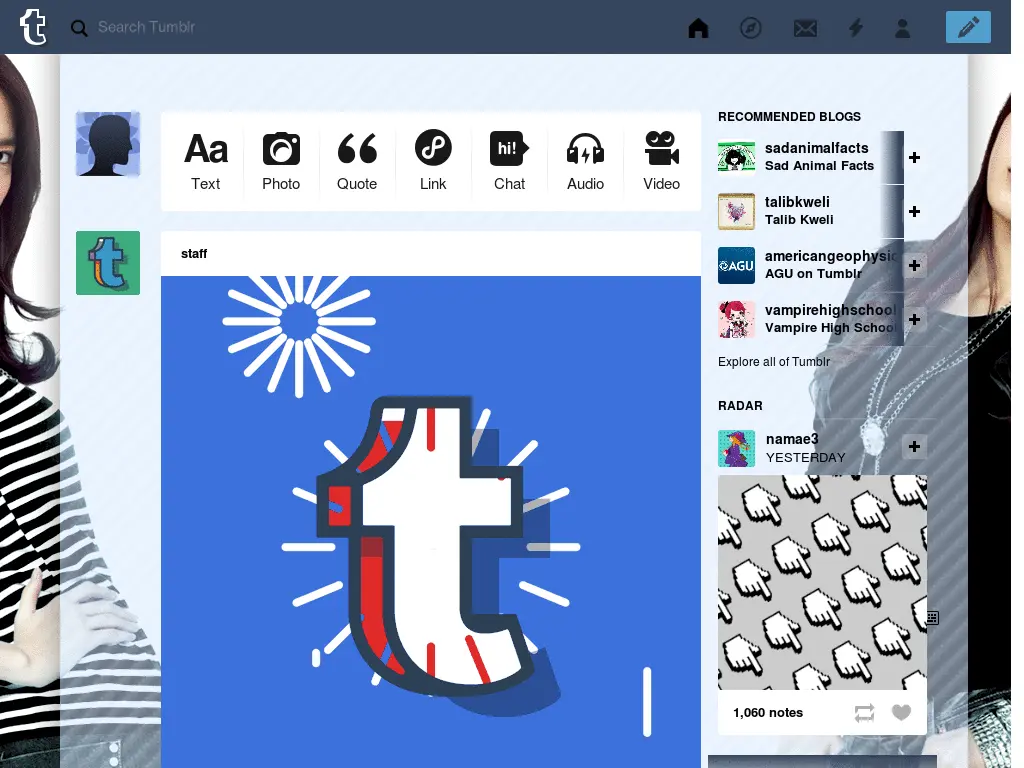 t
Search Tumblr
Aa
Text
Photo
Quote
Link
hi!
Chat
Audio
Video
staff
t
RECOMMENDED BLOGS
sadanimalfacts
Sad Animal Facts
talibkweli
Talib Kweli
AGU
americangeophysic
AGU on Tumblr
vampirehighschool
Vampire High School
Explore all of Tumblr
RADAR
namae3
YESTERDAY
1,060 notes